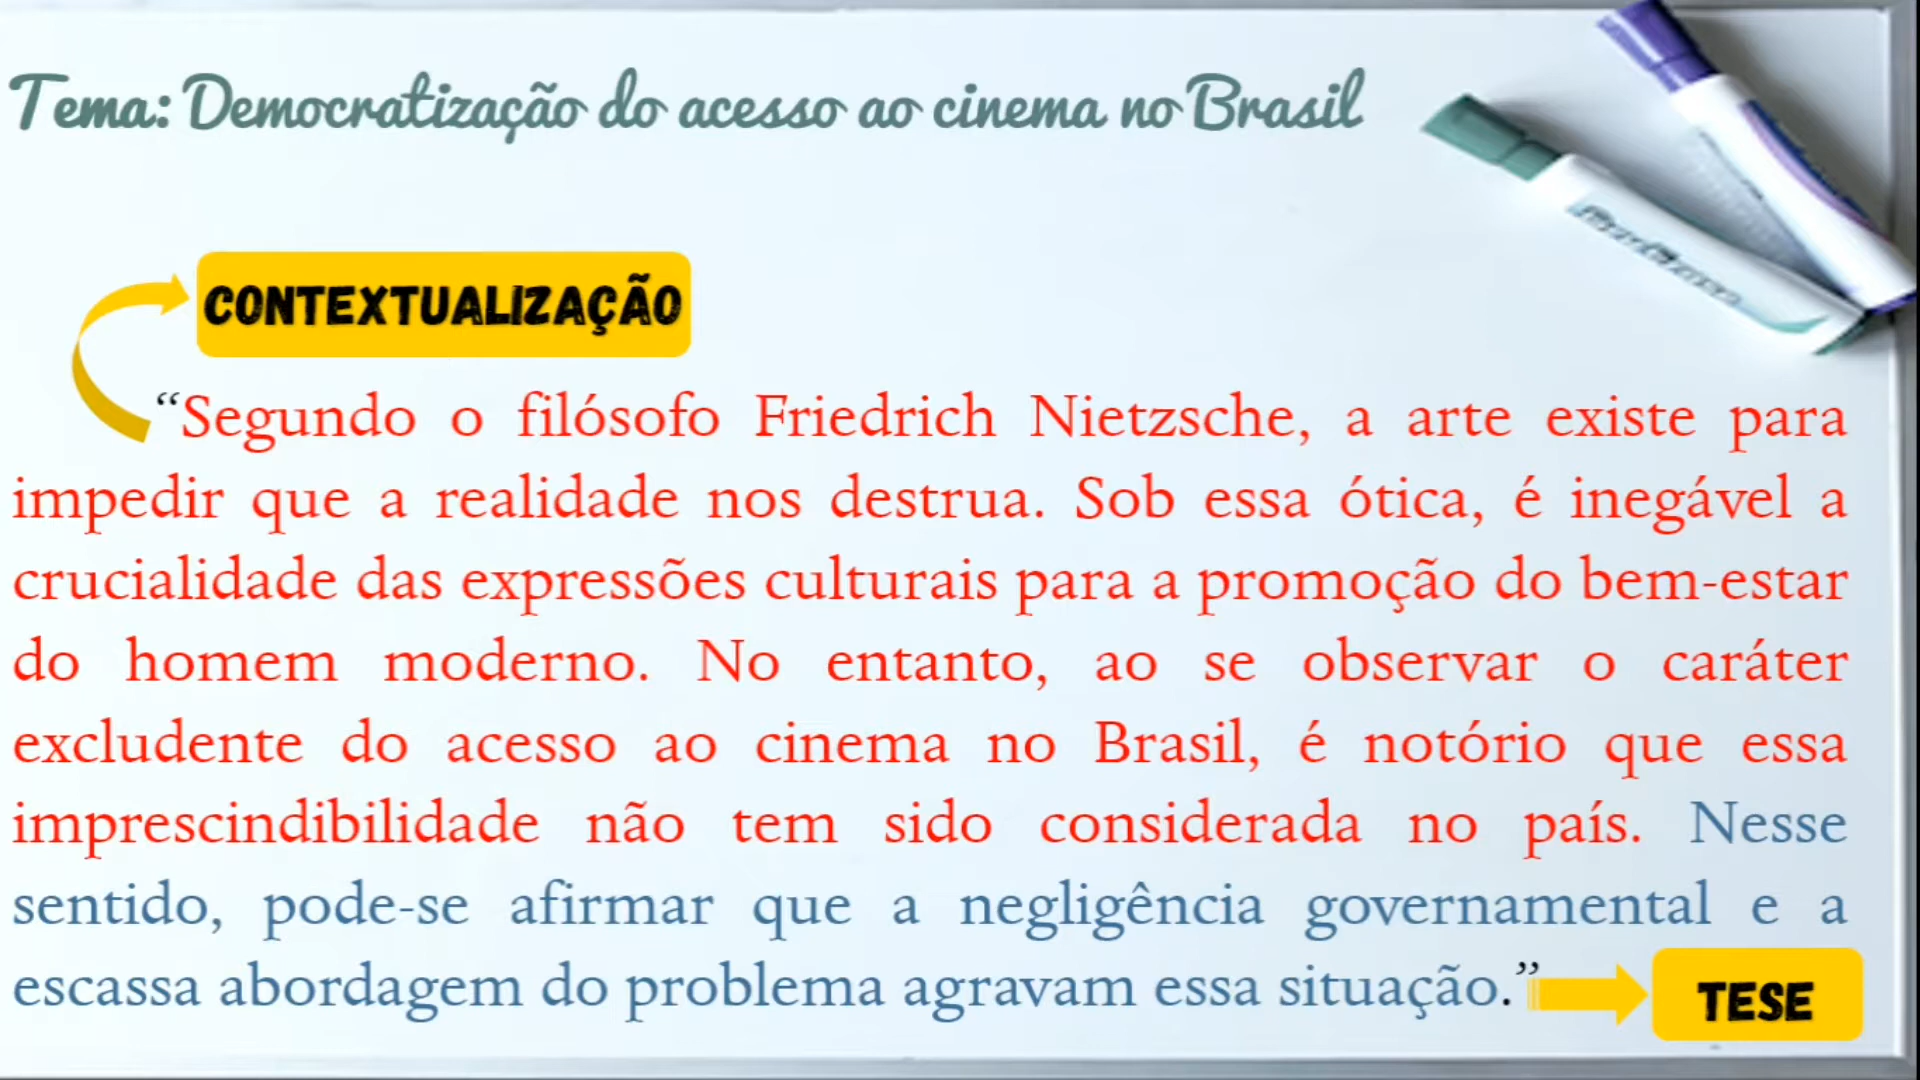 Tema: Democratização do acesso ao cinema no Brasil
CONTEXTUALIZAÇÃO
“Segundo o filósofo Friedrich Nietzsche, a arte existe para
impedir que a realidade nos destrua. Sob essa ótica, é inegável a
crucialidade das expressões culturais para a promoção do bem-estar
do homem moderno. No entanto, ao se observar o caráter
excludente do acesso ao cinema no Brasil, é notório que essa
imprescindibilidade não tem sido considerada no país. Nesse
sentido, pode-se afirmar que a negligência governamental e a
escassa abordagem do problema agravam essa situação.”
TESE